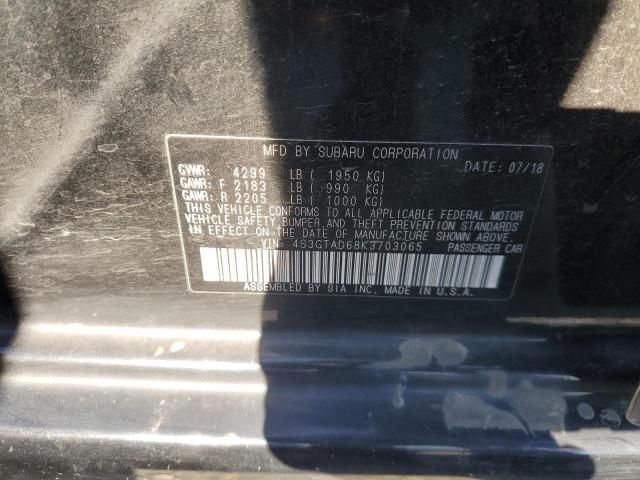 MFD BY SUBARU CORPORATION
DATE: 07/18
GVWR: 4299 LB ( 1950 KG)
GAWR: F 2183 LB ( 990 KG)
GAWR: R 2205 LB ( 1000 KG)
THIS VEHICLE CONFORMS TO ALL APPLICABLE FEDERAL MOTOR
VEHICLE SAFETY BUMPER, AND THEFT PREVENTION STANDARDS
IN EFFECT ON THE DATE OF MANUFACTURE SHOWN ABOVE.
VIN: 4S3GTAD68K3703065 PASSENGER CAR
ASSEMBLED BY SIA INC. MADE IN U.S.A.